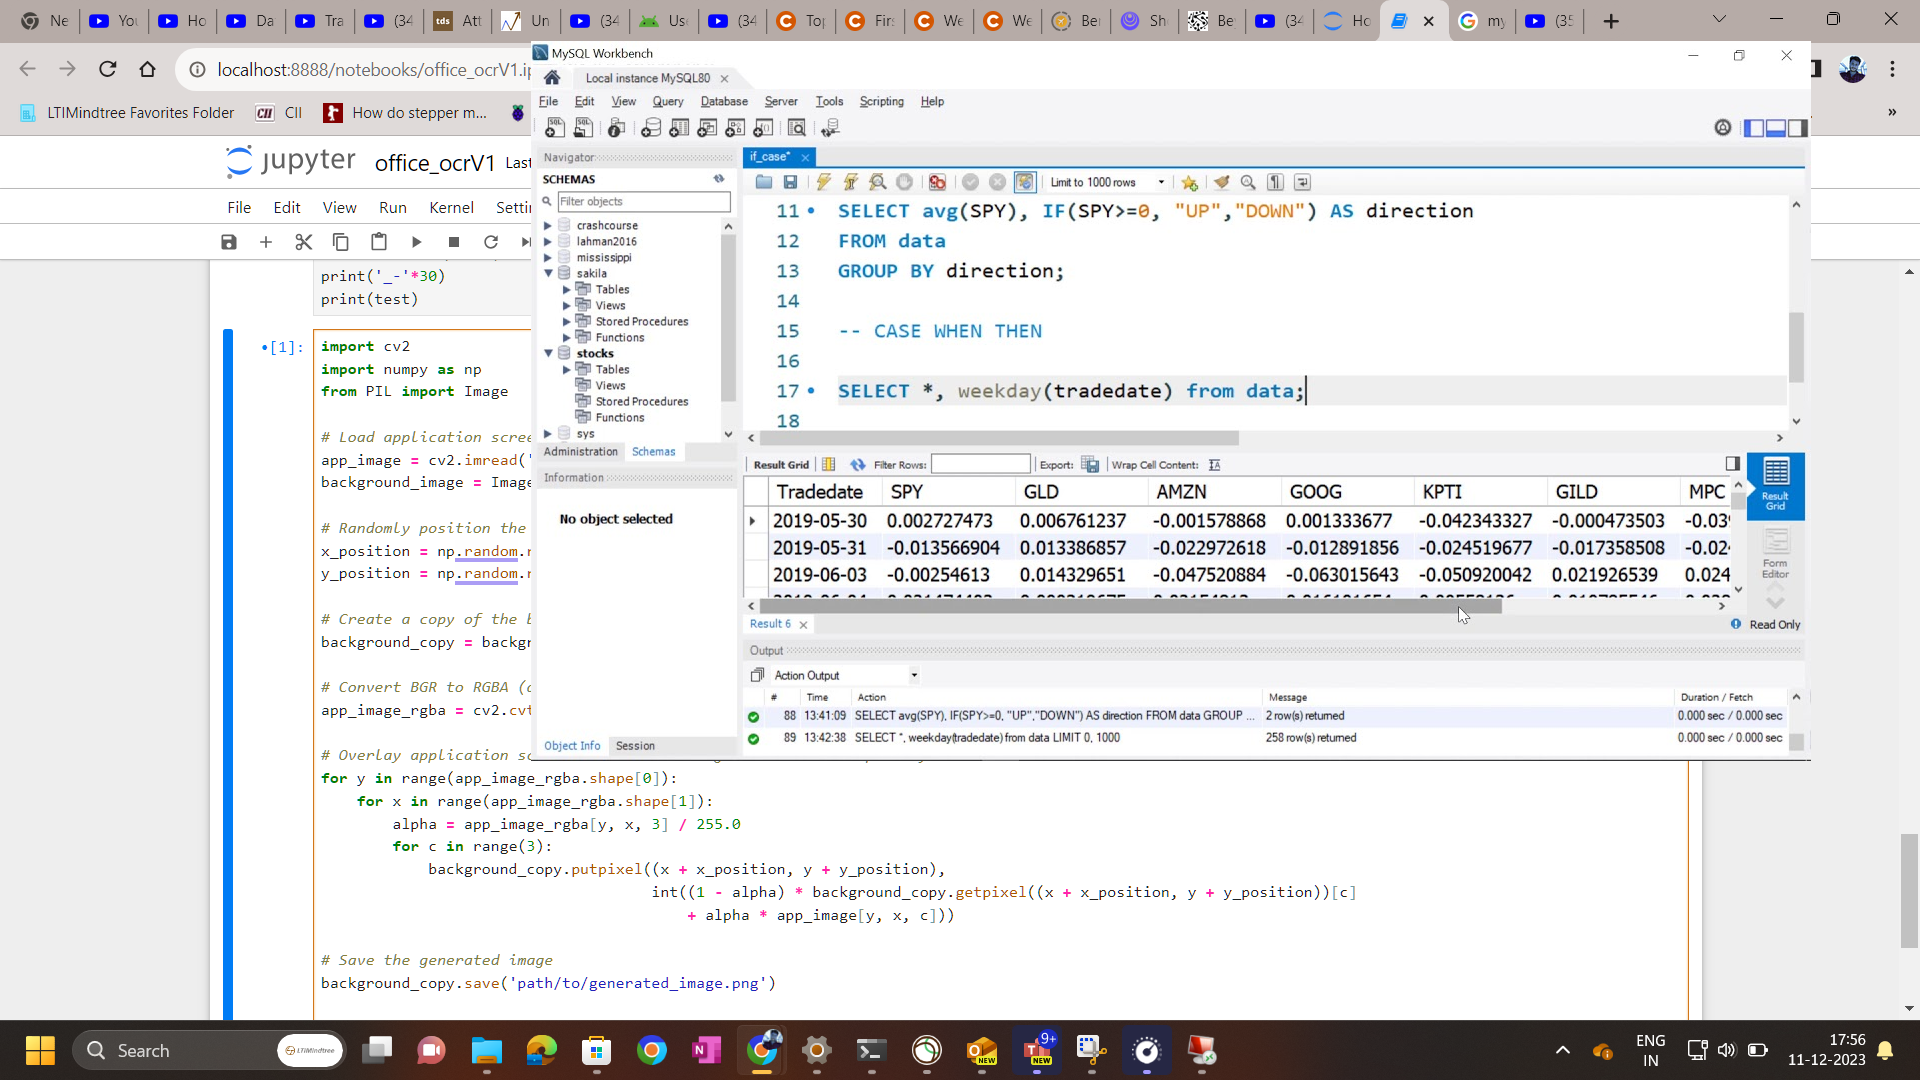 Ne
You
Ho
Da
Tra
(34
tds
Att
Un
(34
Us
(34
Top
Firs
We
We
Ber
Sh
Be
(34
Ho
my
(35
localhost:8888/notebooks/office_ocrV1.ip
LTIMindtree Favorites Folder
CII
CII
How do stepper m...
»
jupyter
office_ocrV1
Last
File
Edit
View
Run
Kernel
Settin
print('_-'*30)
print(test)
•[1]:
import cv2
import numpy as np
from PIL import Image
# Load application scree
app_image = cv2.imread('
background_image = Image
# Randomly position the
x_position = np.random.r
y_position = np.random.r
# Create a copy of the b
background_copy = backgr
# Convert BGR to RGBA (
app_image_rgba = cv2.cvt
# Overlay application sc
for y in range(app_image_rgba.shape[0]):
for x in range(app_image_rgba.shape[1]):
alpha = app_image_rgba[y, x, 3] / 255.0
for c in range(3):
background_copy.putpixel((x + x_position, y + y_position),
int((1 - alpha) * background_copy.getpixel((x + x_position, y + y_position))[c]
+ alpha * app_image[y, x, c]))
# Save the generated image
background_copy.save('path/to/generated_image.png')
MySQL Workbench
Local instance MySQL80
File
Edit
View
Query
Database
Server
Tools
Scripting
Help
Navigator
SCHEMAS
Filter objects
crashcourse
lahman2016
mississippi
sakila
Tables
Views
Stored Procedures
Functions
stocks
Tables
Views
Stored Procedures
Functions
sys
Administration
Schemas
Information
No object selected
Object Info
Session
if_case*
Limit to 1000 rows
11 SELECT avg(SPY), IF(SPY>=0, "UP","DOWN") AS direction
12 FROM data
13 GROUP BY direction;
14
15 -- CASE WHEN THEN
16
17 SELECT *, weekday(tradedate) from data;
18
Result Grid
Filter Rows:
Export:
Wrap Cell Content:
Tradedate SPY GLD AMZN GOOG KPTI GILD MPC
2019-05-30 0.002727473 0.006761237 -0.001578868 0.001333677 -0.042343327 -0.000473503 -0.039
2019-05-31 -0.013566904 0.013386857 -0.022972618 -0.012891856 -0.024519677 -0.017358508 -0.02
2019-06-03 -0.00254613 0.014329651 -0.047520884 -0.063015643 -0.050920042 0.021926539 0.024
Result Grid
Form Editor
Result 6
Read Only
Output
Action Output
# Time Action Message Duration / Fetch
88 13:41:09 SELECT avg(SPY), IF(SPY>=0, "UP","DOWN") AS direction FROM data GROUP ... 2 row(s) returned 0.000 sec / 0.000 sec
89 13:42:38 SELECT *, weekday(tradedate) from data LIMIT 0, 1000 258 row(s) returned 0.000 sec / 0.000 sec
Search
LTIMindtree
NEW
9+
NEW
ENG
IN
17:56
11-12-2023